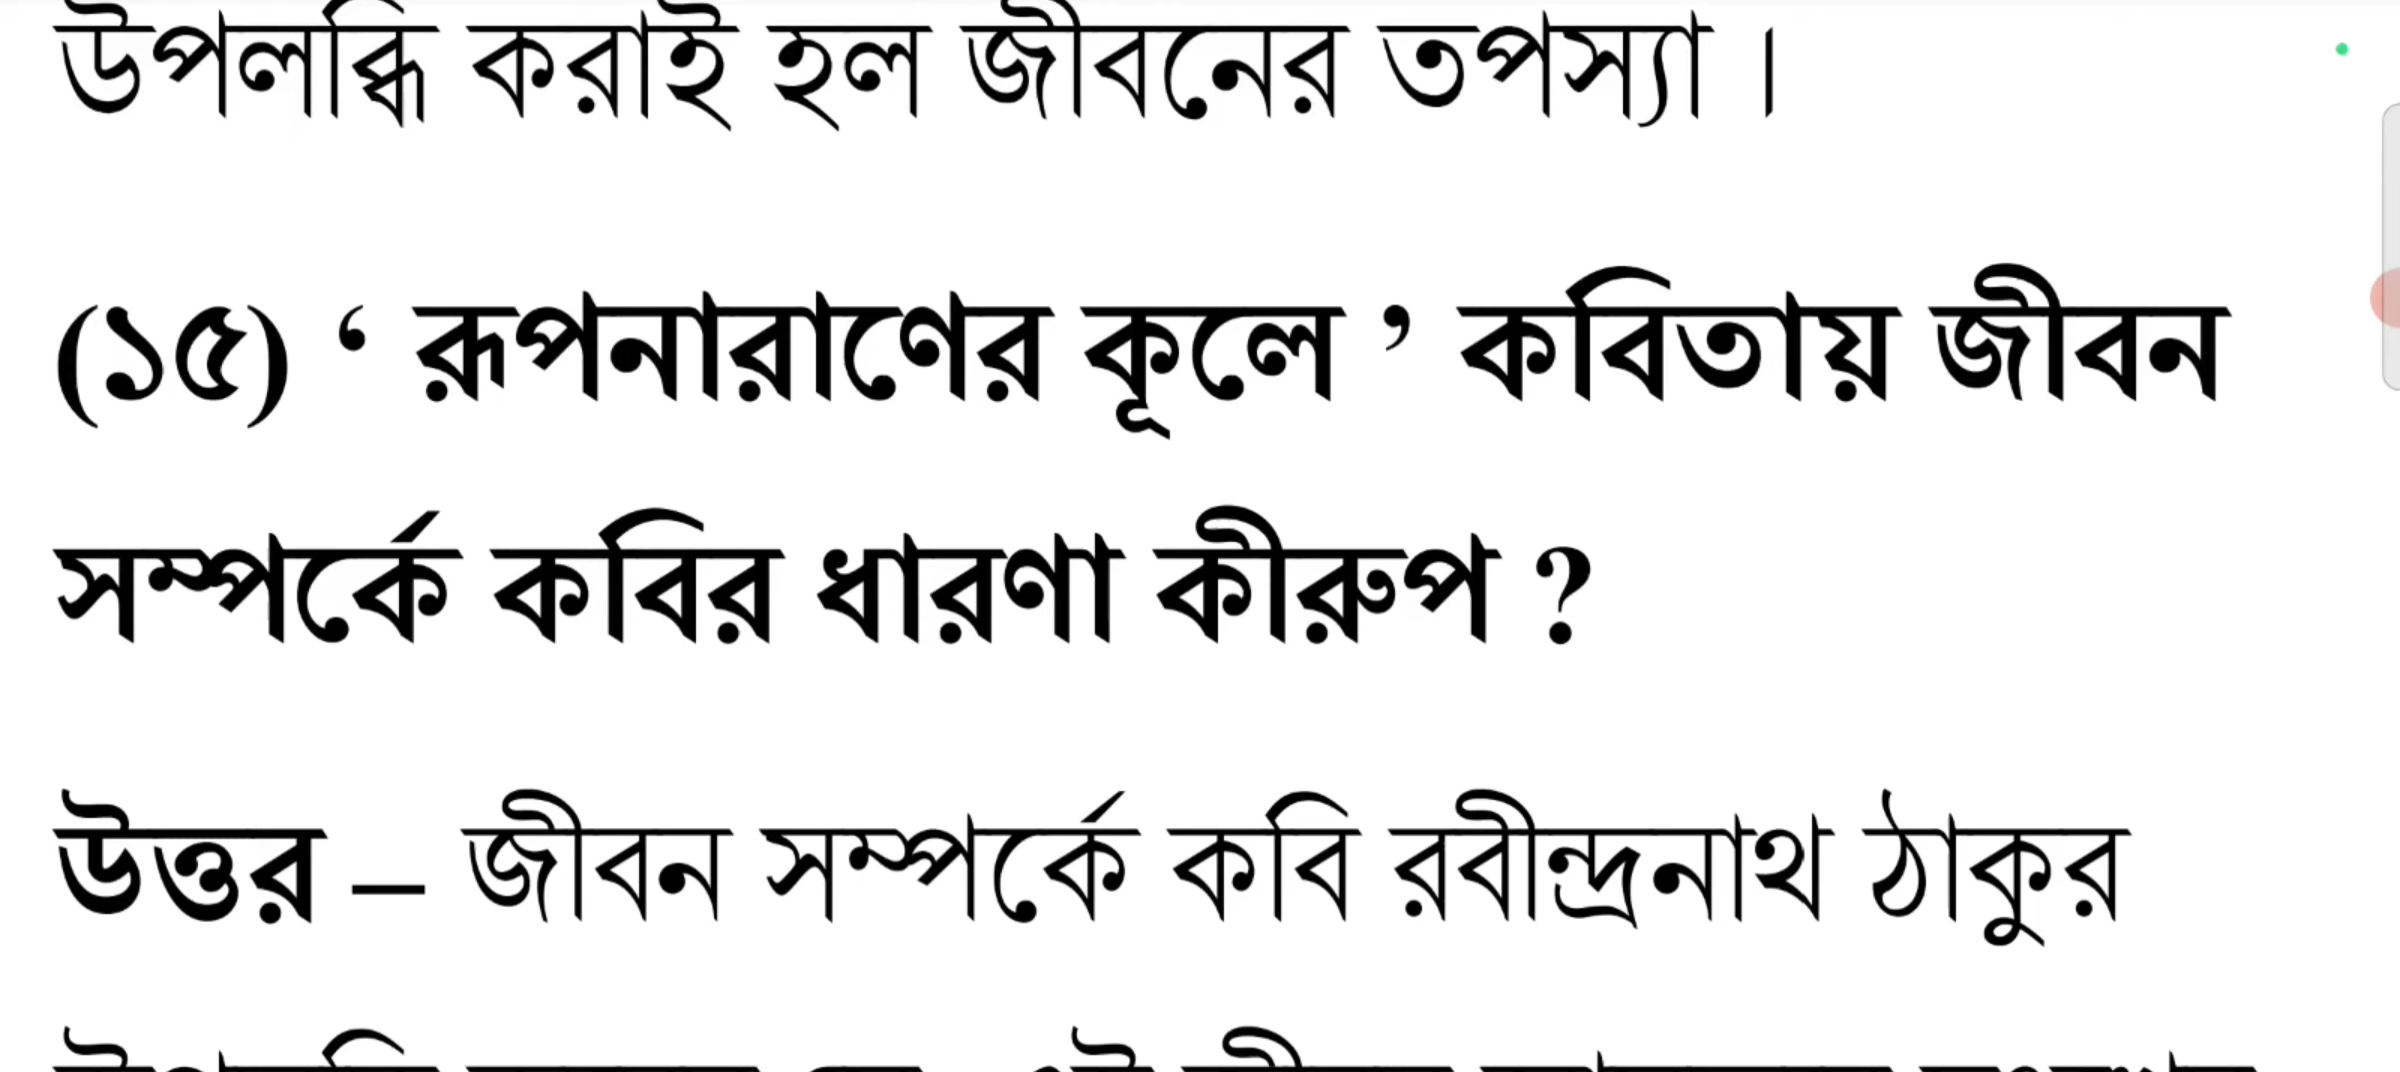 উপলব্ধি করাই হল জীবনের তপস্যা ।
(১৫) ‘ রূপনারাণের কূলে ’ কবিতায় জীবন
সম্পর্কে কবির ধারণা কীরুপ ?
উত্তর – জীবন সম্পর্কে কবি রবীন্দ্রনাথ ঠাকুর